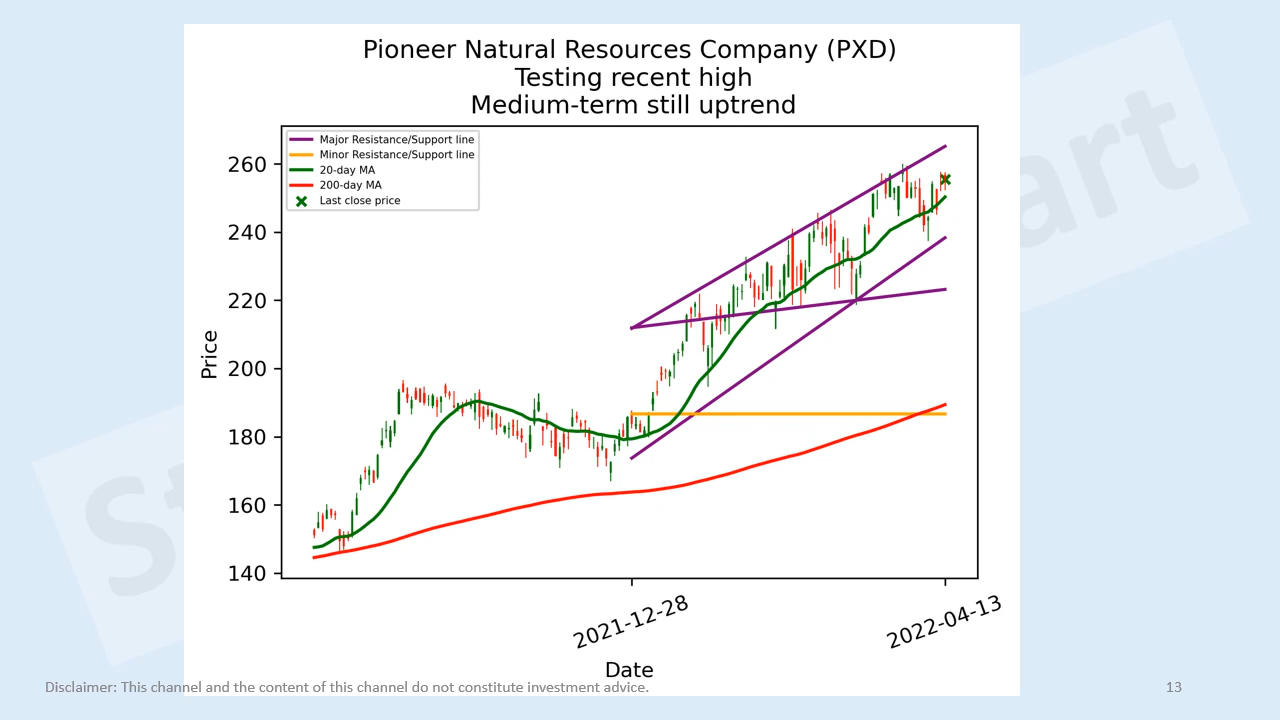 Pioneer Natural Resources Company (PXD)
Testing recent high
Medium-term still uptrend
Major Resistance/Support line
Minor Resistance/Support line
20-day MA
200-day MA
Last close price
260
240
220
200
180
160
140
Price
2021-12-28
2022-04-13
Date
St
art
Disclaimer: This channel and the content of this channel do not constitute investment advice.
13